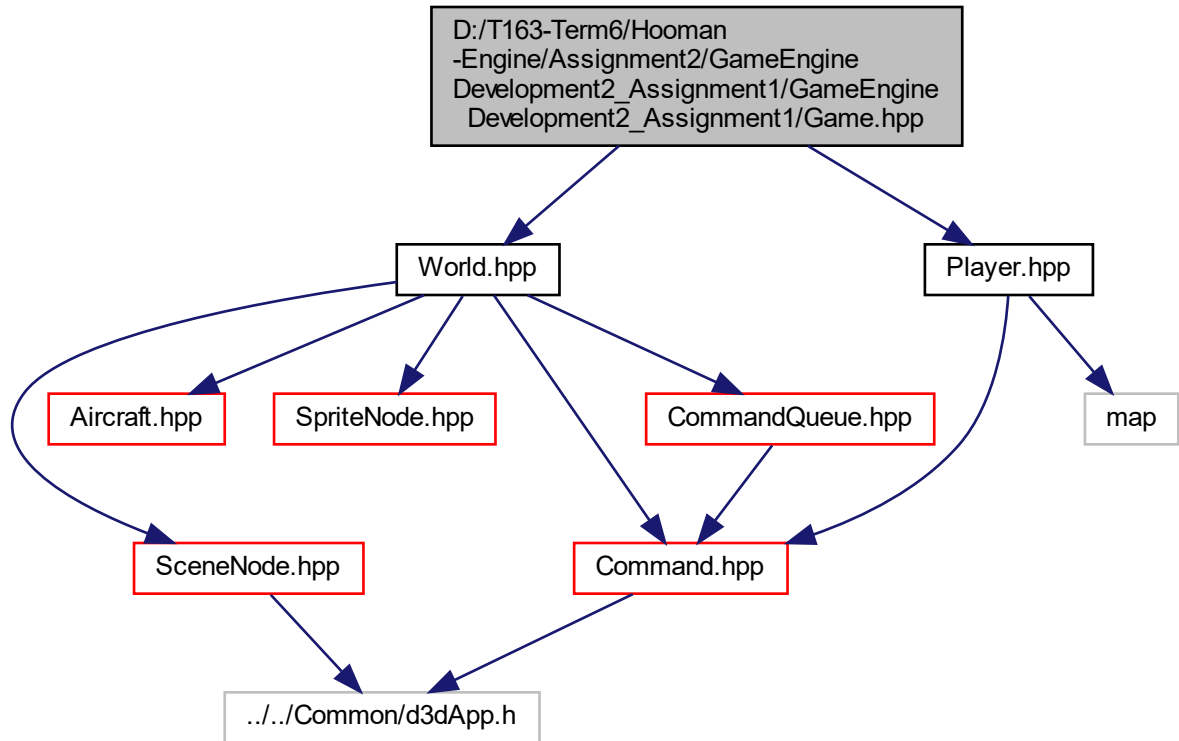 D:/T163-Term6/Hooman
-Engine/Assignment2/GameEngine
Development2_Assignment1/GameEngine
Development2_Assignment1/Game.hpp
World.hpp
Player.hpp
Aircraft.hpp
SpriteNode.hpp
CommandQueue.hpp
map
SceneNode.hpp
Command.hpp
../../Common/d3dApp.h